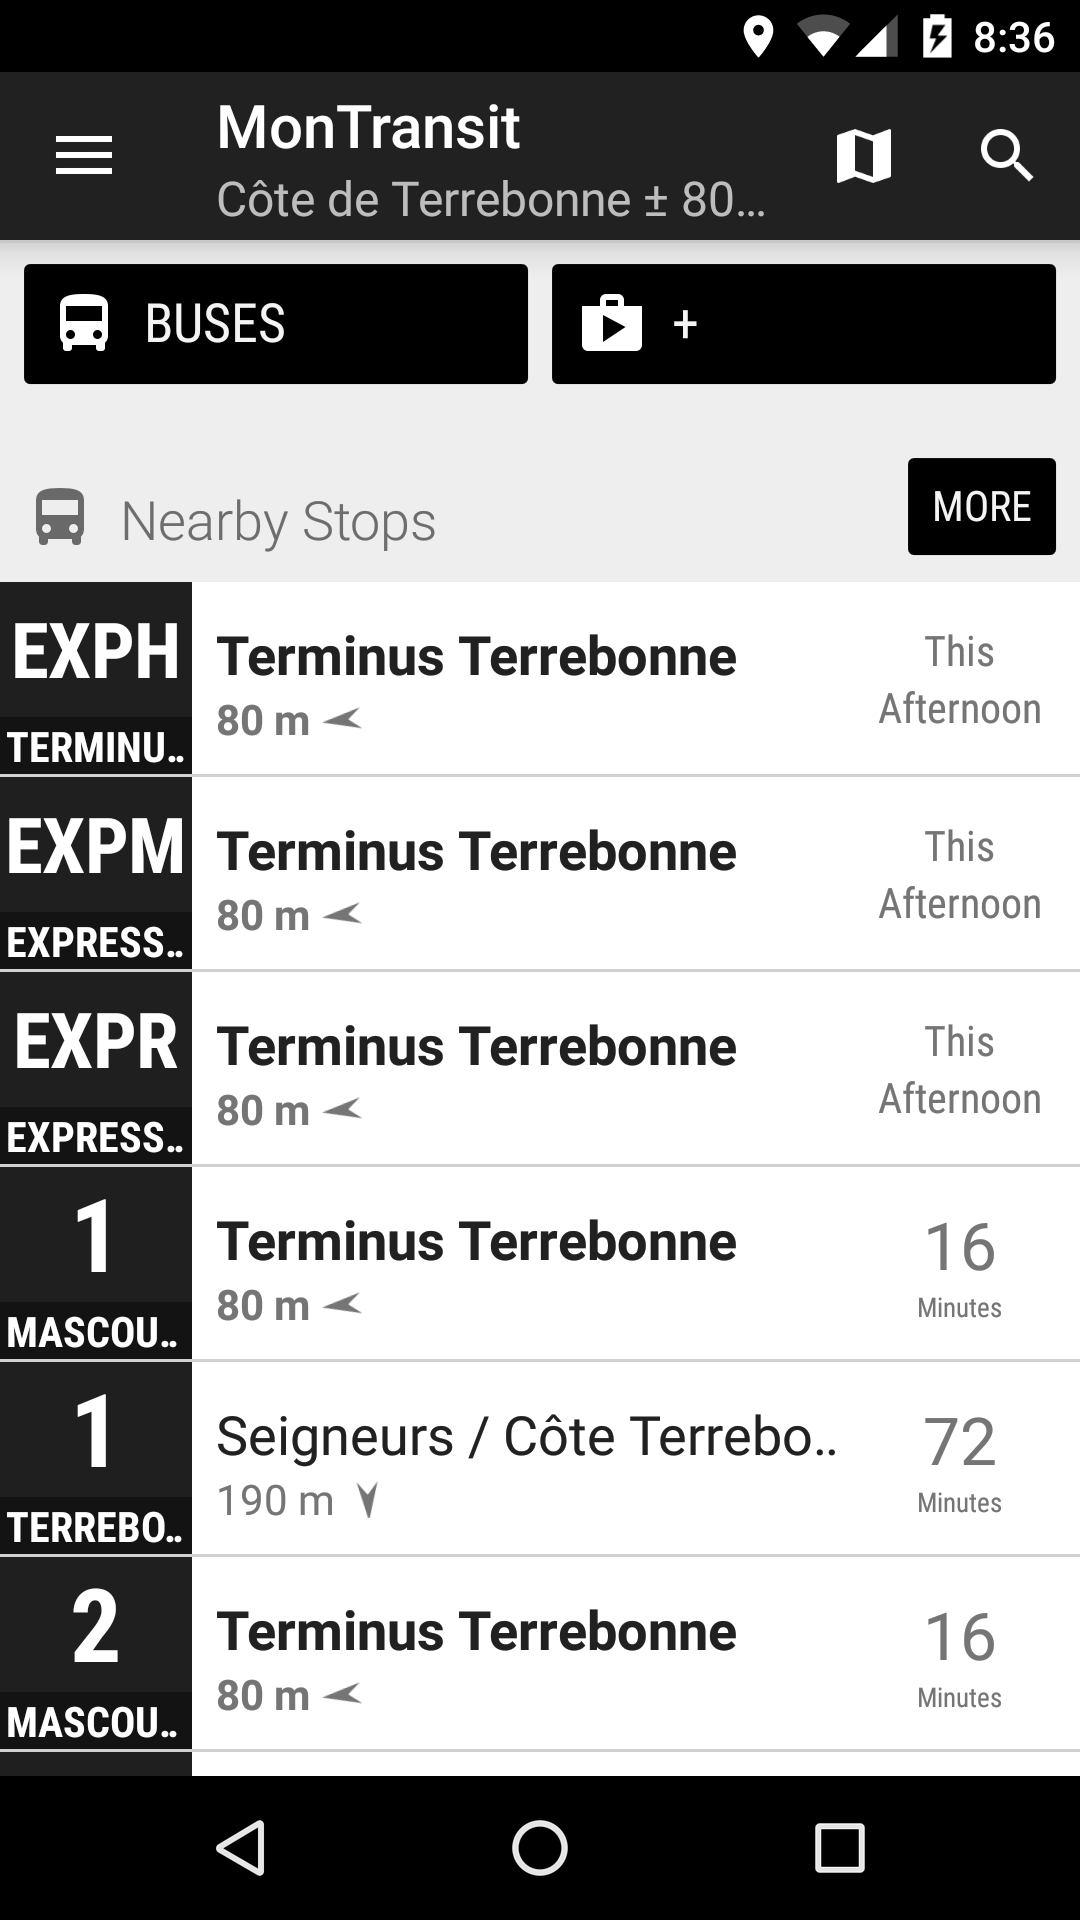 8:36
MonTransit
Côte de Terrebonne ± 80...
BUSES
+
Nearby Stops
MORE
EXPH
TERMINU..
Terminus Terrebonne
80 m
This
Afternoon
EXPM
EXPRESS..
Terminus Terrebonne
80 m
This
Afternoon
EXPR
EXPRESS..
Terminus Terrebonne
80 m
This
Afternoon
1
MASCOU..
Terminus Terrebonne
80 m
16
Minutes
1
TERREBO..
Seigneurs / Côte Terrebo..
190 m
72
Minutes
2
MASCOU..
Terminus Terrebonne
80 m
16
Minutes